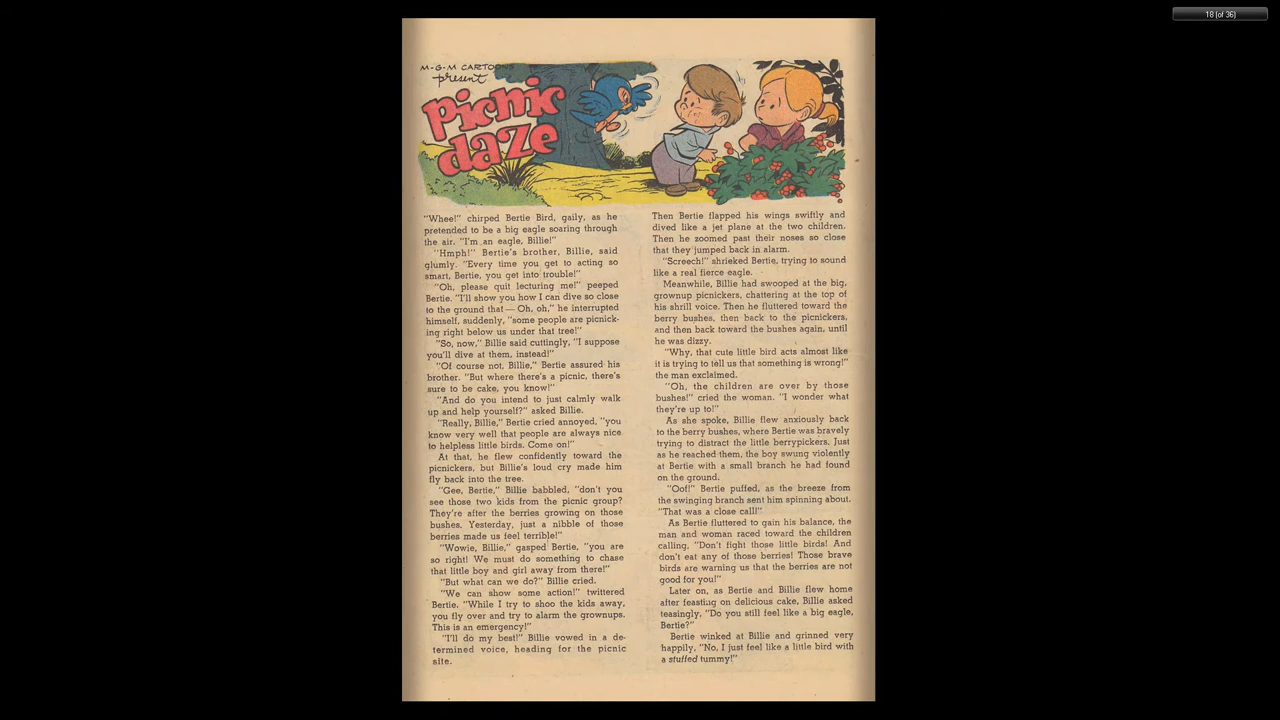 18 (of 36)
M-G-M CARTOONS
present
picnic
daze
"Whee!" chirped Bertie Bird, gaily, as he
pretended to be a big eagle soaring through
the air. "I'm an eagle, Billie!"
"Hmph!" Bertie's brother, Billie, said
glumly. "Every time you get to acting so
smart, Bertie, you get into trouble!"
"Oh, please quit lecturing me!" peeped
Bertie. "I'll show you how I can dive so close
to the ground that — Oh, oh," he interrupted
himself, suddenly, "some people are picnick-
ing right below us under that tree!"
"So, now," Billie said cuttingly, "I suppose
you'll dive at them, instead!"
"Of course not, Billie," Bertie assured his
brother. "But where there's a picnic, there's
sure to be cake, you know!"
"And do you intend to just calmly walk
up and help yourself?" asked Billie.
"Really, Billie," Bertie cried annoyed, "you
know very well that people are always nice
to helpless little birds. Come on!"
At that, he flew confidently toward the
picnickers, but Billie's loud cry made him
fly back into the tree.
"Gee, Bertie," Billie babbled, "don't you
see those two kids from the picnic group?
They're after the berries growing on those
bushes. Yesterday, just a nibble of those
berries made us feel terrible!"
"Wowie, Billie," gasped Bertie, "you are
so right! We must do something to chase
that little boy and girl away from there!"
"But what can we do?" Billie cried.
"We can show some action!" twittered
Bertie. "While I try to shoo the kids away,
you fly over and try to alarm the grownups.
This is an emergency!"
"I'll do my best!" Billie vowed in a de-
termined voice, heading for the picnic
site.
Then Bertie flapped his wings swiftly and
dived like a jet plane at the two children.
Then he zoomed past their noses so close
that they jumped back in alarm.
"Screech!" shrieked Bertie, trying to sound
like a real fierce eagle.
Meanwhile, Billie had swooped at the big,
grownup picnickers, chattering at the top of
his shrill voice. Then he fluttered toward the
berry bushes, then back to the picnickers,
and then back toward the bushes again, until
he was dizzy.
"Why, that cute little bird acts almost like
it is trying to tell us that something is wrong!"
the man exclaimed.
"Oh, the children are over by those
bushes!" cried the woman. "I wonder what
they're up to!"
As she spoke, Billie flew anxiously back
to the berry bushes, where Bertie was bravely
trying to distract the little berrypickers. Just
as he reached them, the boy swung violently
at Bertie with a small branch he had found
on the ground.
"Oof!" Bertie puffed, as the breeze from
the swinging branch sent him spinning about.
"That was a close call!"
As Bertie fluttered to gain his balance, the
man and woman raced toward the children
calling, "Don't fight those little birds! And
don't eat any of those berries! Those brave
birds are warning us that the berries are not
good for you!"
Later on, as Bertie and Billie flew home
after feasting on delicious cake, Billie asked
teasingly, "Do you still feel like a big eagle,
Bertie?"
Bertie winked at Billie and grinned very
happily, "No, I just feel like a little bird with
a stuffed tummy!"